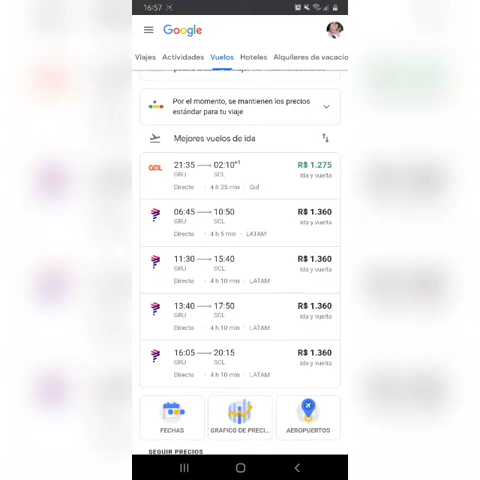 16:57
Google
Viajes Actividades Vuelos Hoteles Alquileres de vacacio
Por el momento, se mantienen los precios
estándar para tu viaje
Mejores vuelos de ida
GOL 21:35 02:10+1 R$ 1.275
GRU SCL ida y vuelta
Directo · 4 h 35 min · Gol
06:45 10:50 R$ 1.360
GRU SCL ida y vuelta
Directo · 4 h 5 min · LATAM
11:30 15:40 R$ 1.360
GRU SCL ida y vuelta
Directo · 4 h 10 min · LATAM
13:40 17:50 R$ 1.360
GRU SCL ida y vuelta
Directo · 4 h 10 min · LATAM
16:05 20:15 R$ 1.360
GRU SCL ida y vuelta
Directo · 4 h 10 min · LATAM
FECHAS GRÁFICO DE PRECI... AEROPUERTOS
SEGUIR PRECIOS